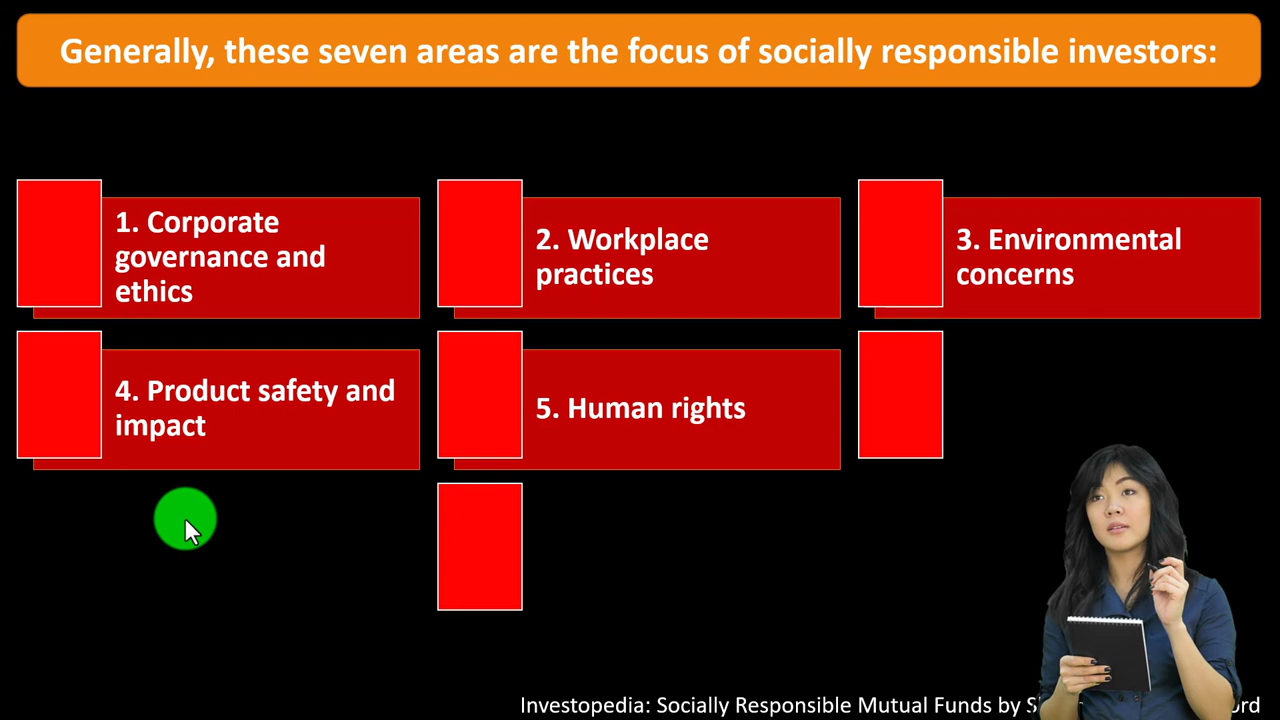 Generally, these seven areas are the focus of socially responsible investors:
1. Corporate
governance and
ethics
2. Workplace
practices
3. Environmental
concerns
4. Product safety and
impact
5. Human rights
Investopedia: Socially Responsible Mutual Funds by